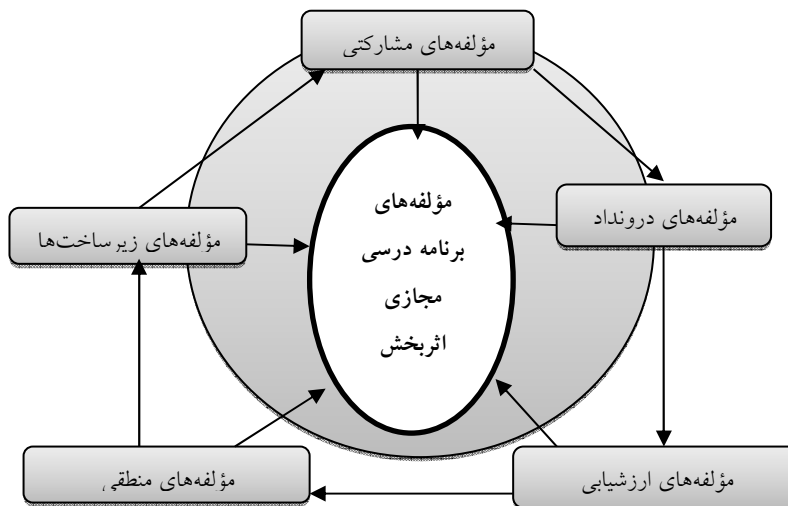 مؤلفه‌های مشارکتی
مؤلفه‌های درونداد
مؤلفه‌های زیرساخت‌ها
مؤلفه‌های
برنامه درسی
مجازی
اثربخش
مؤلفه‌های ارزشیابی
مؤلفه‌های منطقی